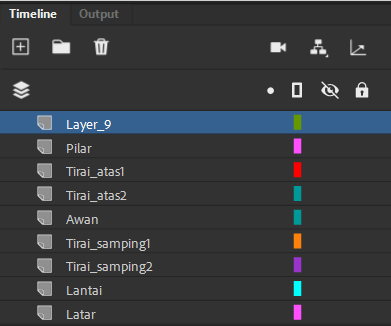 Timeline Output
Layer_9
Pilar
Tirai_atas1
Tirai_atas2
Awan
Tirai_samping1
Tirai_samping2
Lantai
Latar